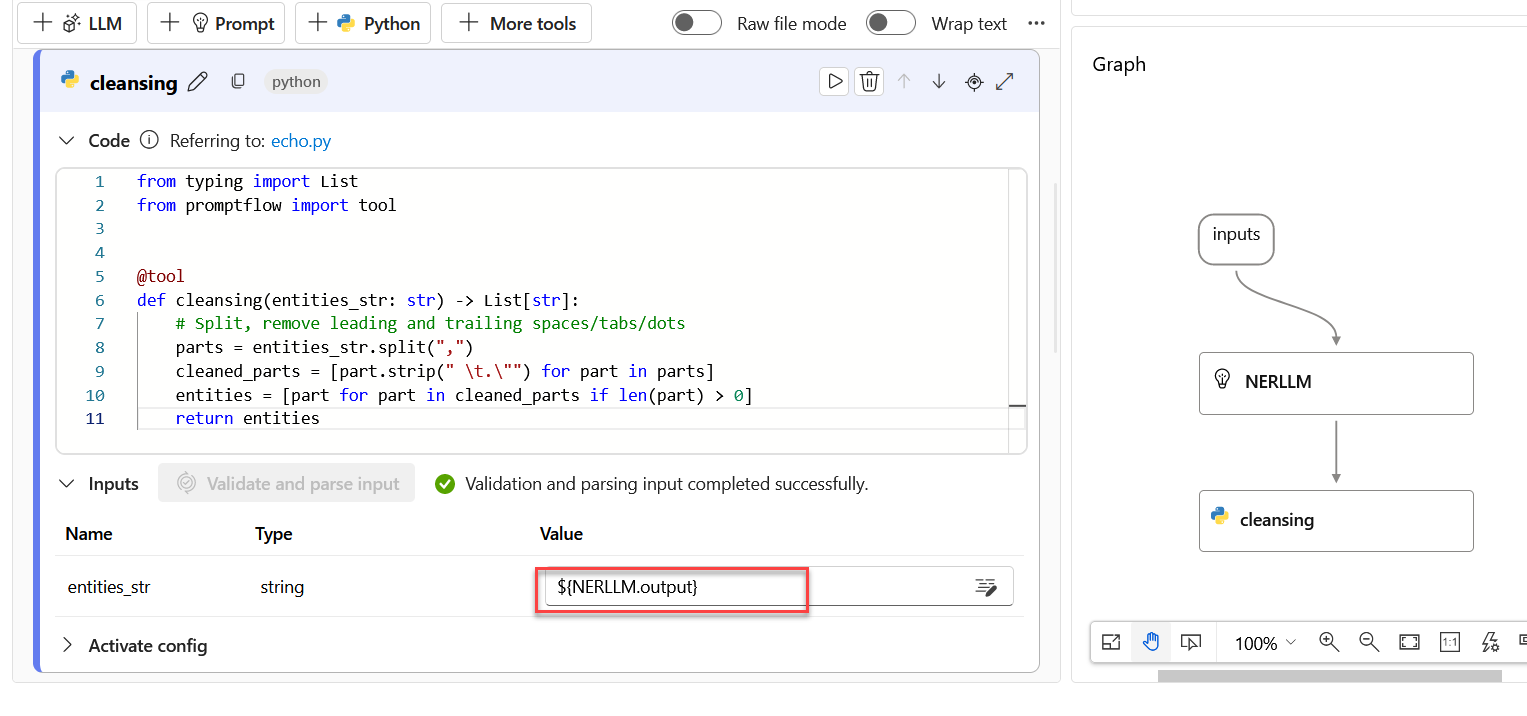 LLM
Prompt
Python
More tools
Raw file mode
Wrap text
cleansing
python
Code
Referring to: echo.py
1 from typing import List
2 from promptflow import tool
3
4
5 @tool
6 def cleansing(entities_str: str) -> List[str]:
7     # Split, remove leading and trailing spaces/tabs/dots
8     parts = entities_str.split(",")
9     cleaned_parts = [part.strip(" \t.\"") for part in parts]
10     entities = [part for part in cleaned_parts if len(part) > 0]
11     return entities
Inputs
Validate and parse input
Validation and parsing input completed successfully.
Name Type Value
entities_str string ${NERLLM.output}
Activate config
Graph
inputs
NERLLM
cleansing
100%
1:1